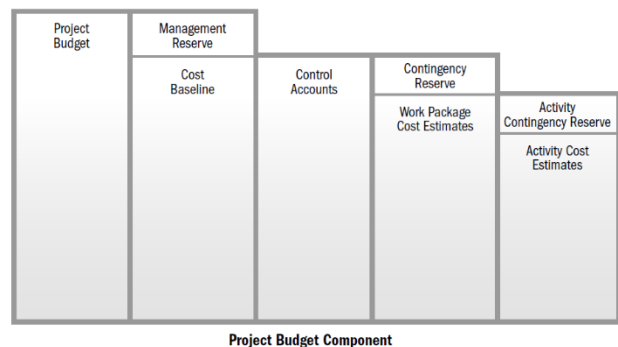 Project
Budget
Management
Reserve
Cost
Baseline
Control
Accounts
Contingency
Reserve
Work Package
Cost Estimates
Activity
Contingency Reserve
Activity Cost
Estimates
Project Budget Component